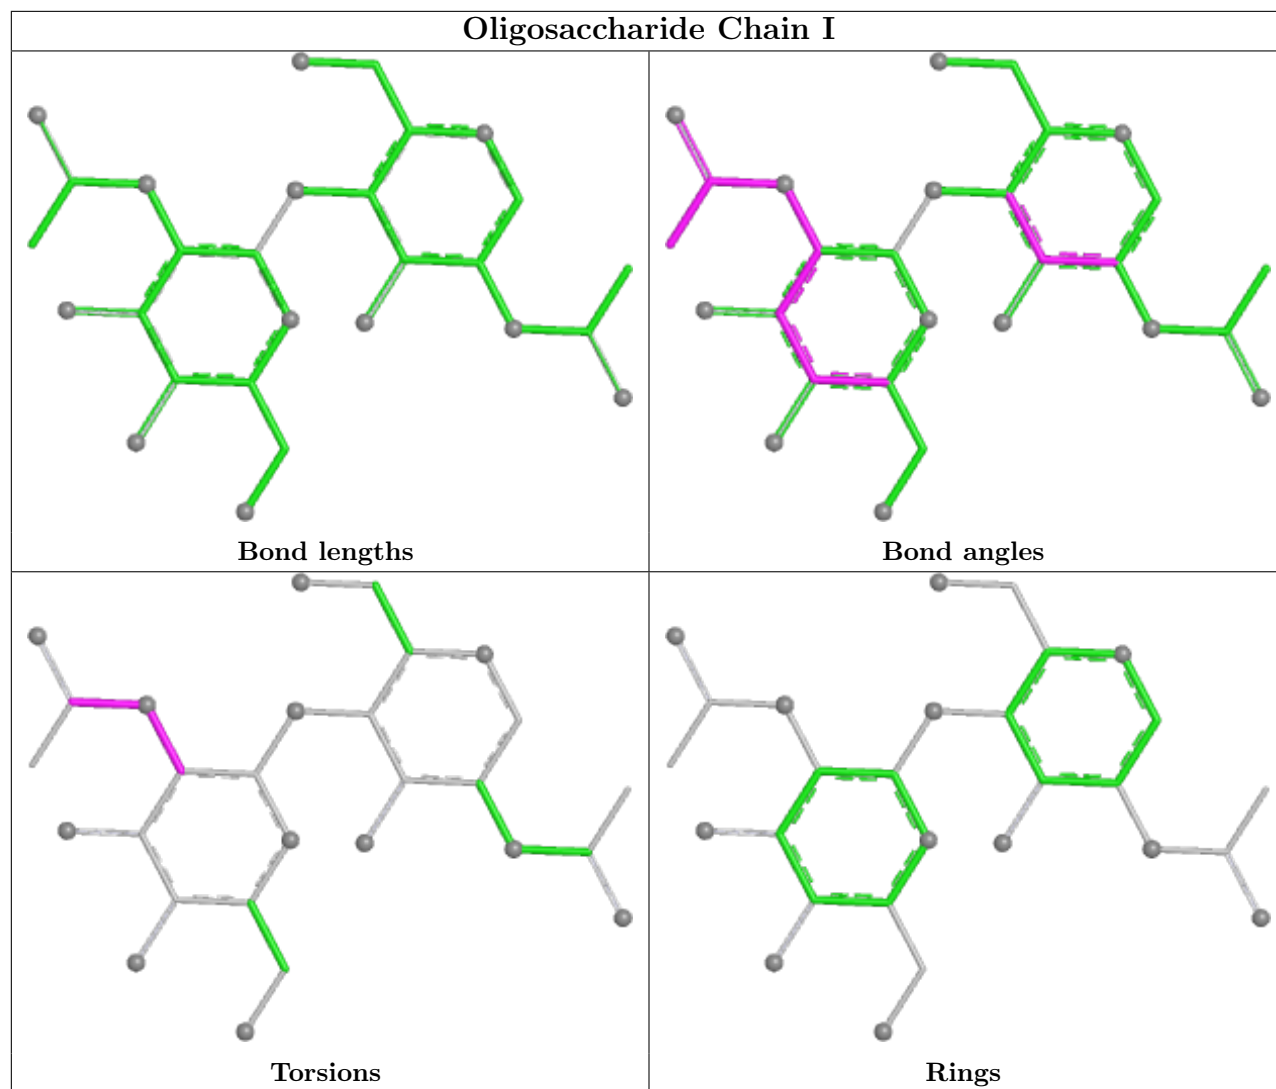 Oligosaccharide Chain I
Bond lengths
Bond angles
Torsions
Rings